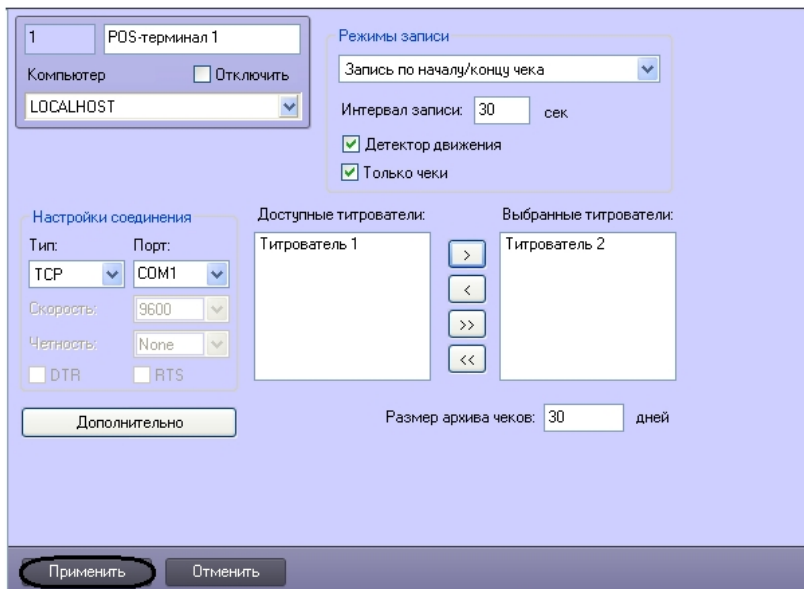 1
POS-терминал 1
Компьютер
Отключить
LOCALHOST
Режимы записи
Запись по началу/концу чека
Интервал записи: 30 сек
Детектор движения
Только чеки
Настройки соединения
Тип: Порт:
TCP COM1
Скорость: 9600
Четность: None
DTR RTS
Дополнительно
Доступные титрователи:
Титрователь 1
>
<
>>
<<
Выбранные титрователи:
Титрователь 2
Размер архива чеков: 30 дней
Применить
Отменить